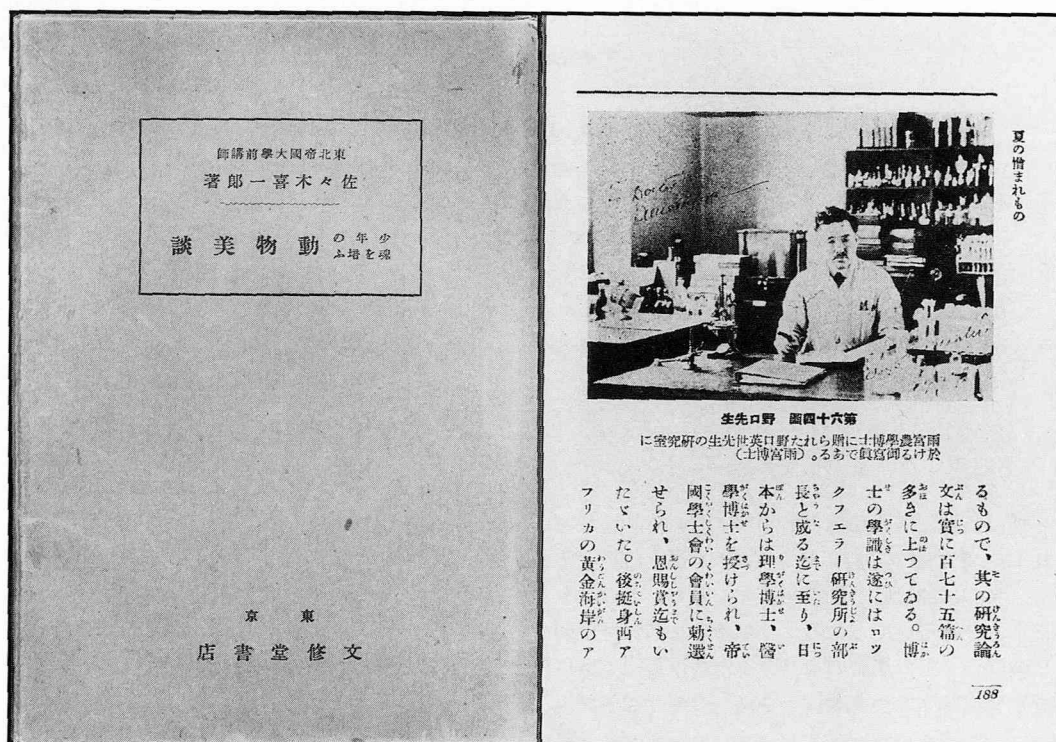 東北帝國大學前講師
佐々木喜一郎著
少年の魂を培ふ 動物美談
東京
文修堂書店
夏の憎まれもの
To Doctor
第六十四圖 野口先生
雨宮農學博士に贈られた野口英世先生の研究室に
於ける御寫眞である。(雨宮博士)
るもので、其の研究論
文は實に百七十五篇の
多きに上つてゐる。博
士の學識は遂にはロッ
クフエラー研究所の部
長と成る迄に至り、日
本からは理學博士、醫
學博士を授けられ、帝
國學士會の會員に勅選
せられ、恩賜賞迄もい
たゞいた。後挺身西ア
フリカの黄金海岸のア
188